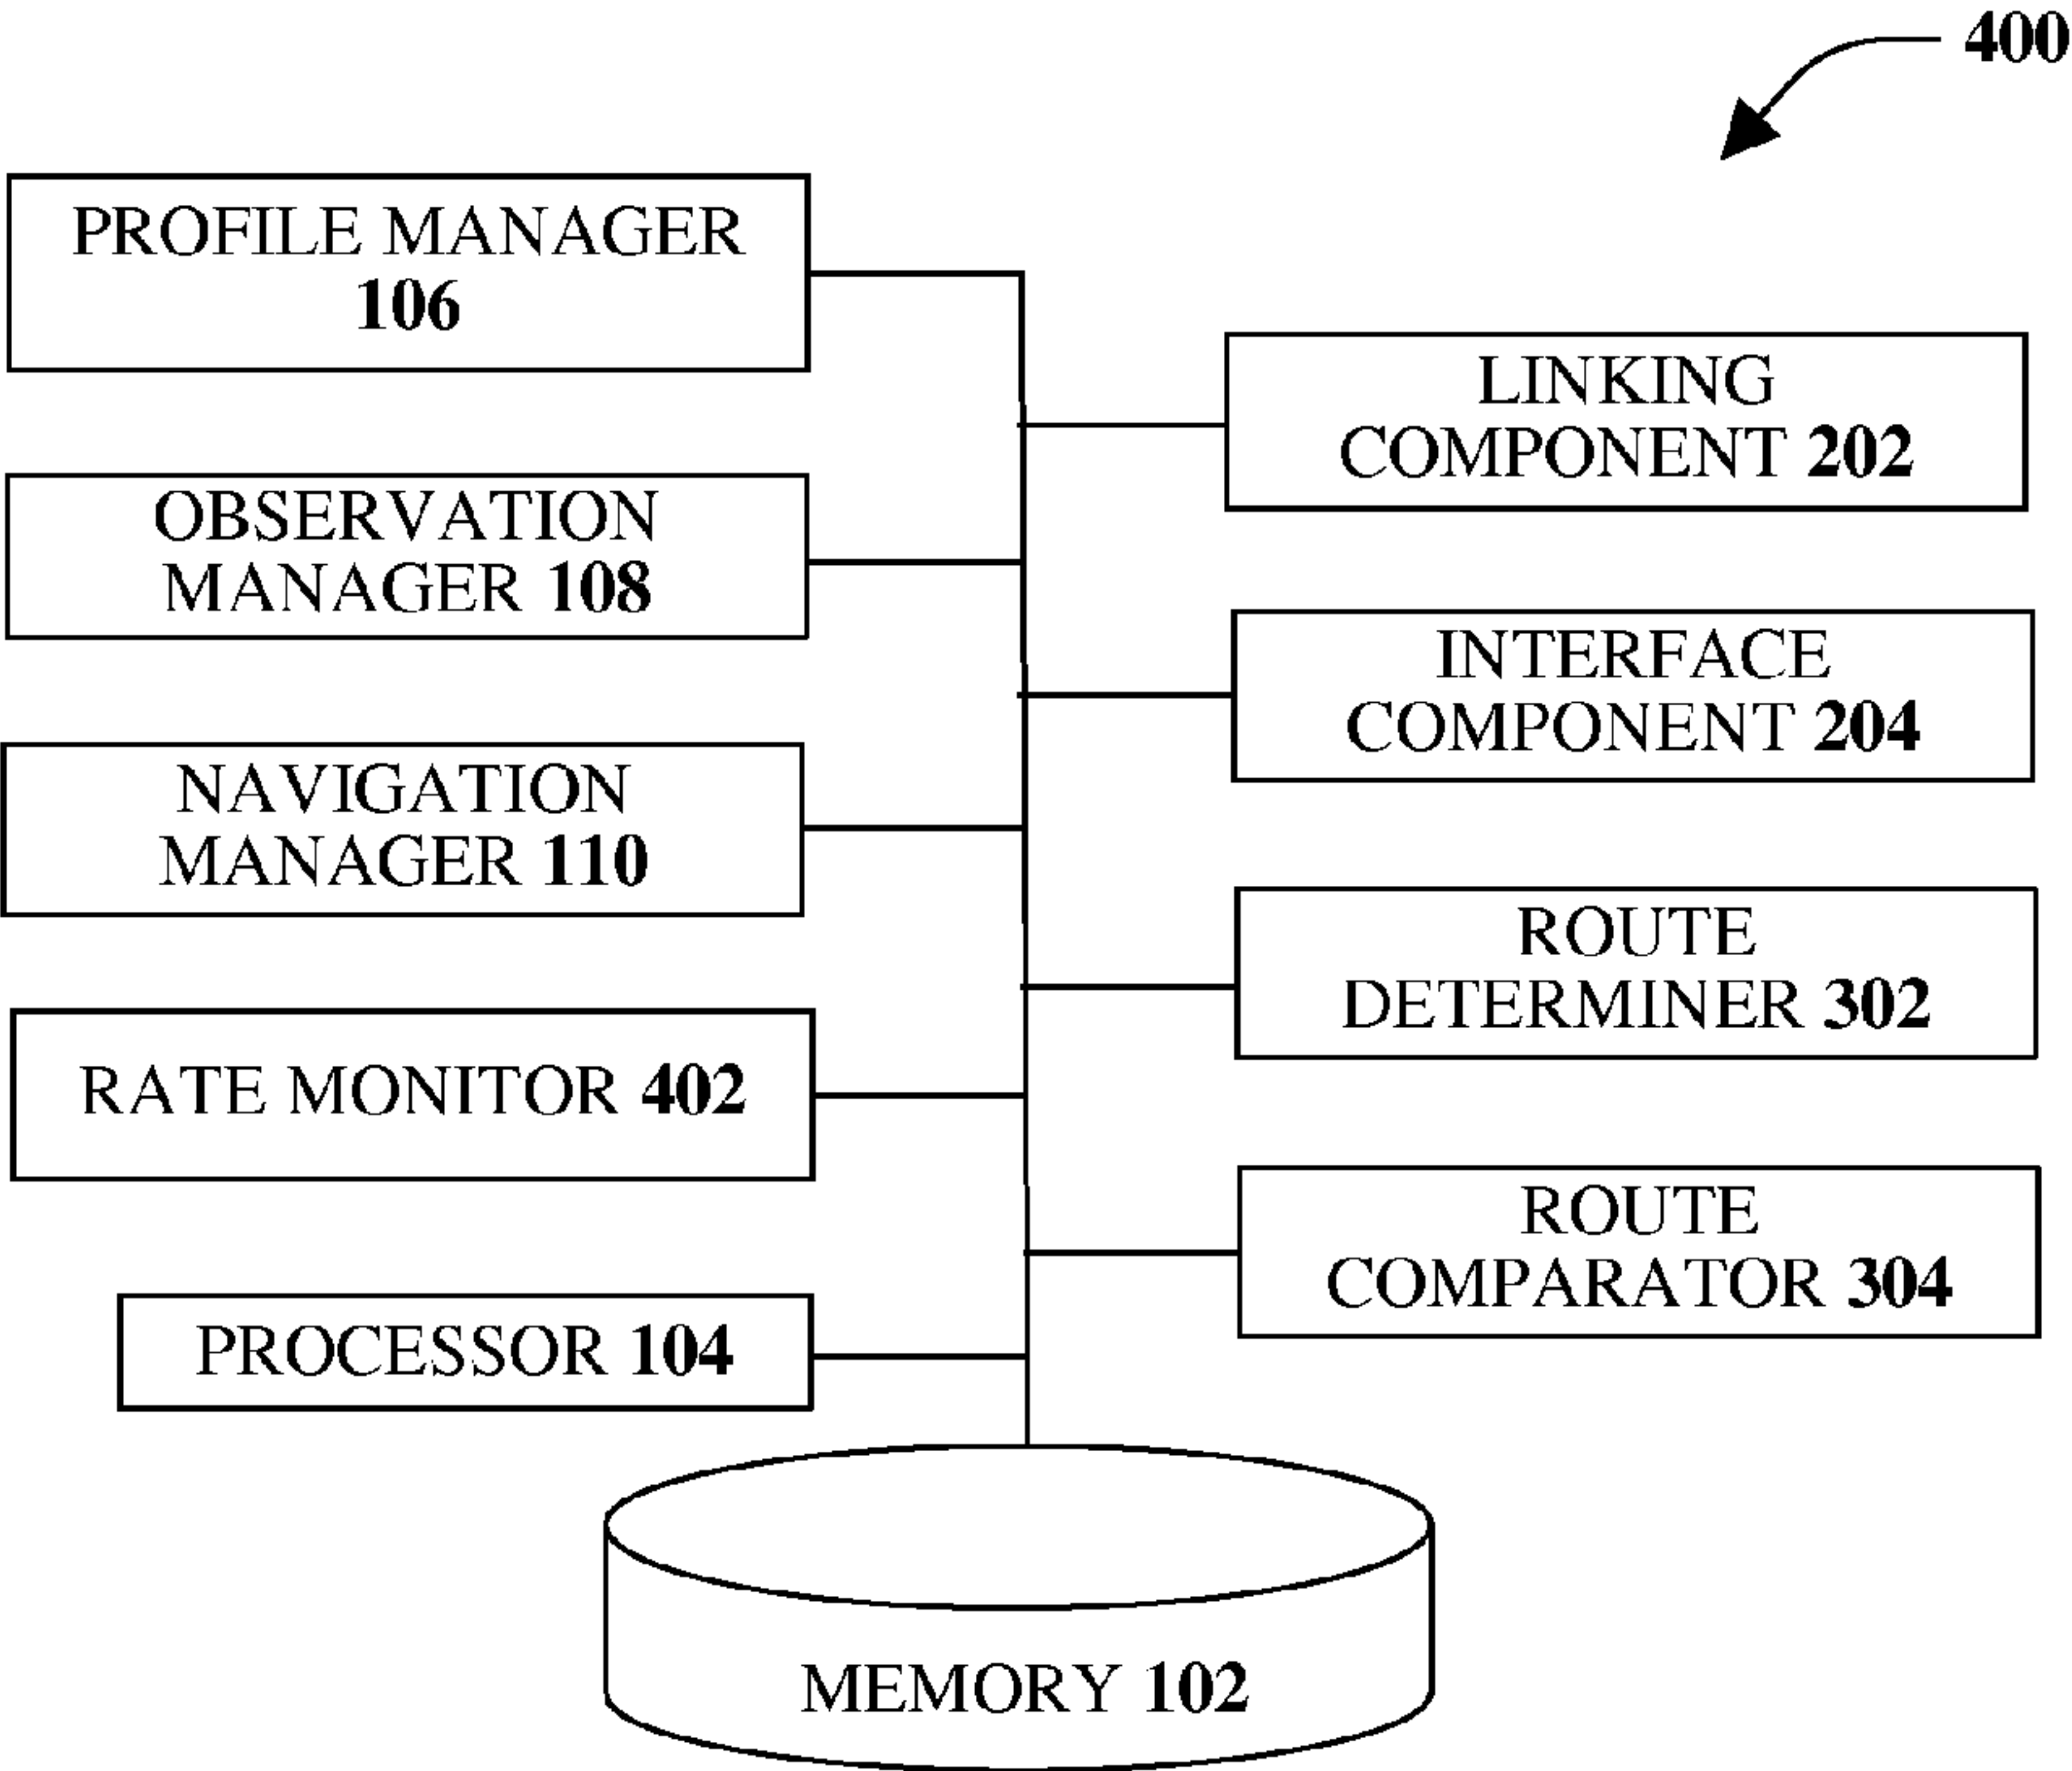 400
PROFILE MANAGER
106
LINKING
COMPONENT 202
OBSERVATION
MANAGER 108
INTERFACE
COMPONENT 204
NAVIGATION
MANAGER 110
ROUTE
DETERMINER 302
RATE MONITOR 402
ROUTE
COMPARATOR 304
PROCESSOR 104
MEMORY 102